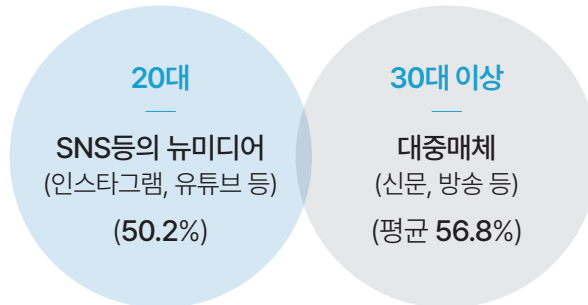 20대
SNS등의 뉴미디어
(인스타그램, 유튜브 등)
(50.2%)
30대 이상
대중매체
(신문, 방송 등)
(평균 56.8%)